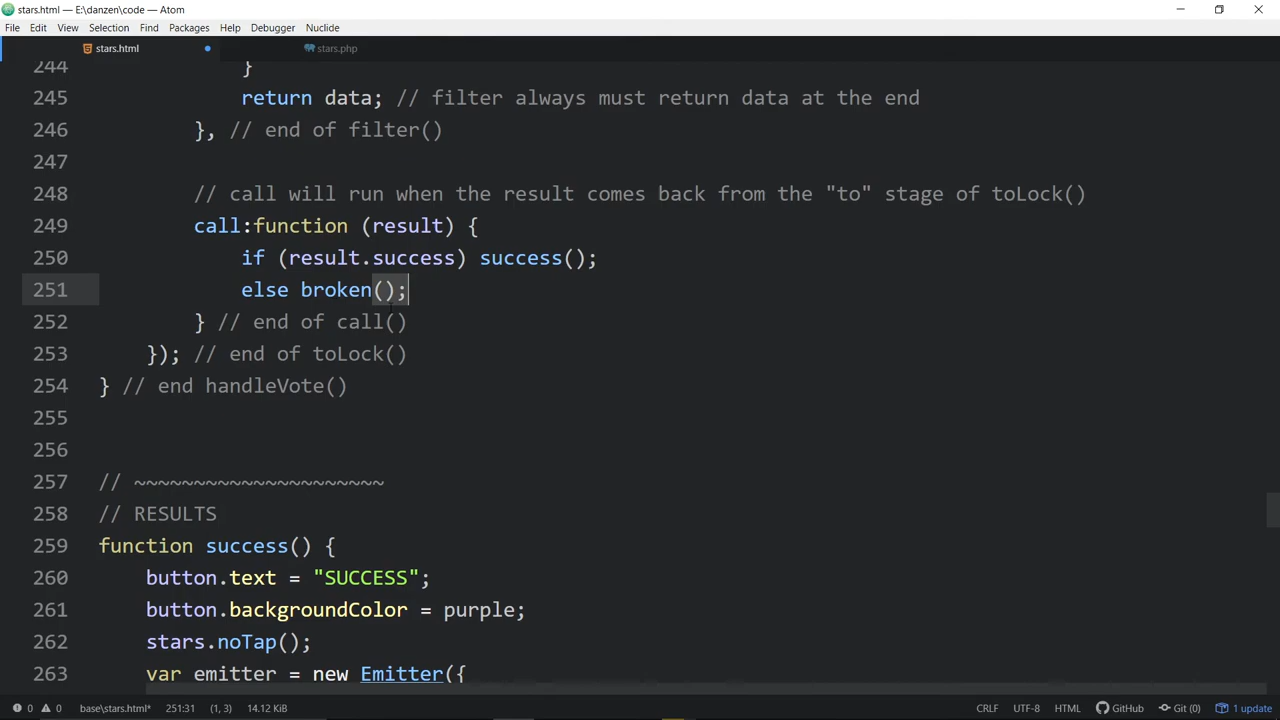 stars.html — E:\danzen\code — Atom
File Edit View Selection Find Packages Help Debugger Nuclide
stars.html stars.php
244 }
245 return data; // filter always must return data at the end
246 }, // end of filter()
247
248 // call will run when the result comes back from the "to" stage of toLock()
249 call:function (result) {
250 if (result.success) success();
251 else broken();
252 } // end of call()
253 }); // end of toLock()
254 } // end handleVote()
255
256
257 // ~~~~~~~~~~~~~~~~~~~~~
258 // RESULTS
259 function success() {
260 button.text = "SUCCESS";
261 button.backgroundColor = purple;
262 stars.noTap();
263 var emitter = new Emitter({
0 0 base\stars.html* 251:31 (1, 3) 14.12 KiB CRLF UTF-8 HTML GitHub Git (0) 1 update